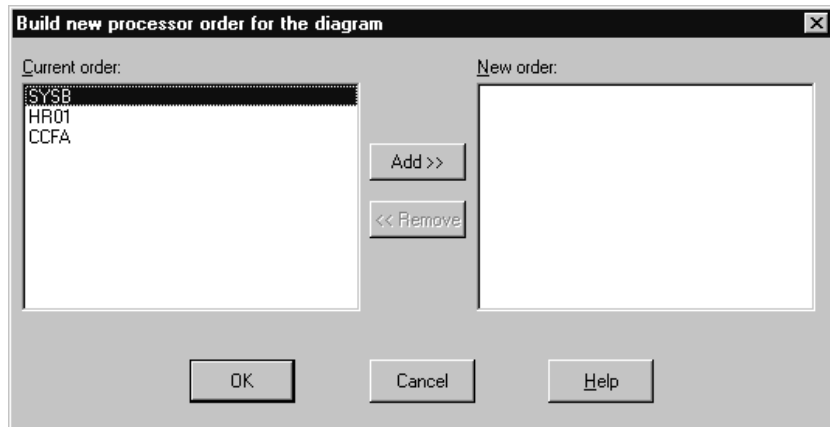 Build new processor order for the diagram
Current order:
New order:
SYSB
HR01
CCFA
Add >>
<< Remove
OK
Cancel
Help